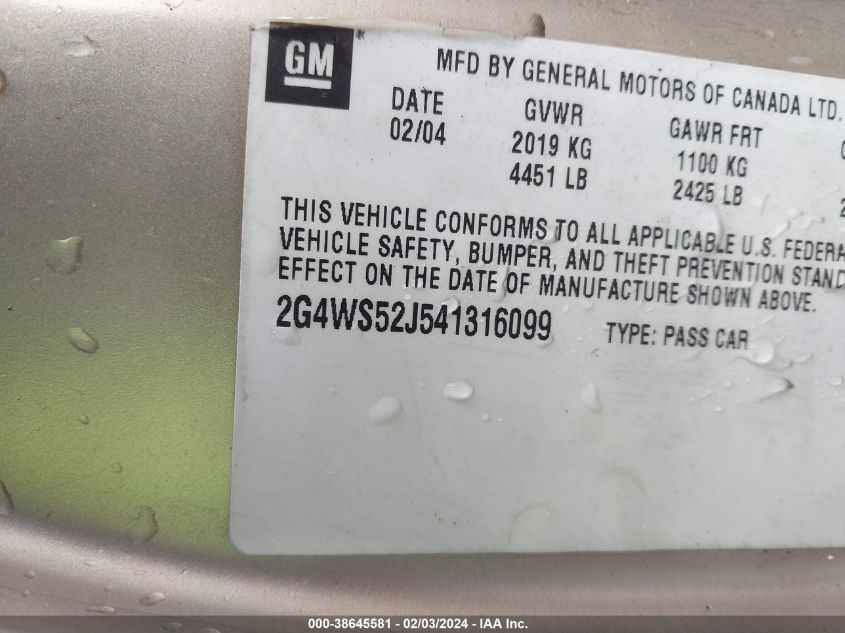 GM
MFD BY GENERAL MOTORS OF CANADA LTD.
DATE GVWR GAWR FRT
02/04 2019 KG 1100 KG
4451 LB 2425 LB
THIS VEHICLE CONFORMS TO ALL APPLICABLE U.S.
VEHICLE SAFETY, BUMPER, AND THEFT PREVENTION
EFFECT ON THE DATE OF MANUFACTURE SHOWN ABOVE.
2G4WS52J541316099 TYPE: PASS CAR
000-38645581 - 02/03/2024 - IAA Inc.